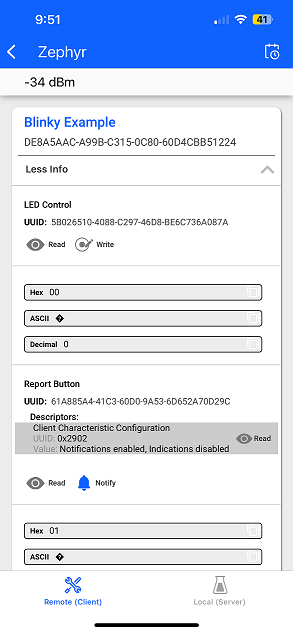 9:51
41
Zephyr
-34 dBm
Blinky Example
DE8A5AAC-A99B-C315-0C80-60D4CBB51224
Less Info
LED Control
UUID: 5B026510-4088-C297-46D8-BE6C736A087A
Read Write
Hex 00
ASCII �
Decimal 0
Report Button
UUID: 61A885A4-41C3-60D0-9A53-6D652A70D29C
Descriptors:
Client Characteristic Configuration
UUID: 0x2902
Read
Value: Notifications enabled, Indications disabled
Read Notify
Hex 01
ASCII �
Remote (Client) Local (Server)